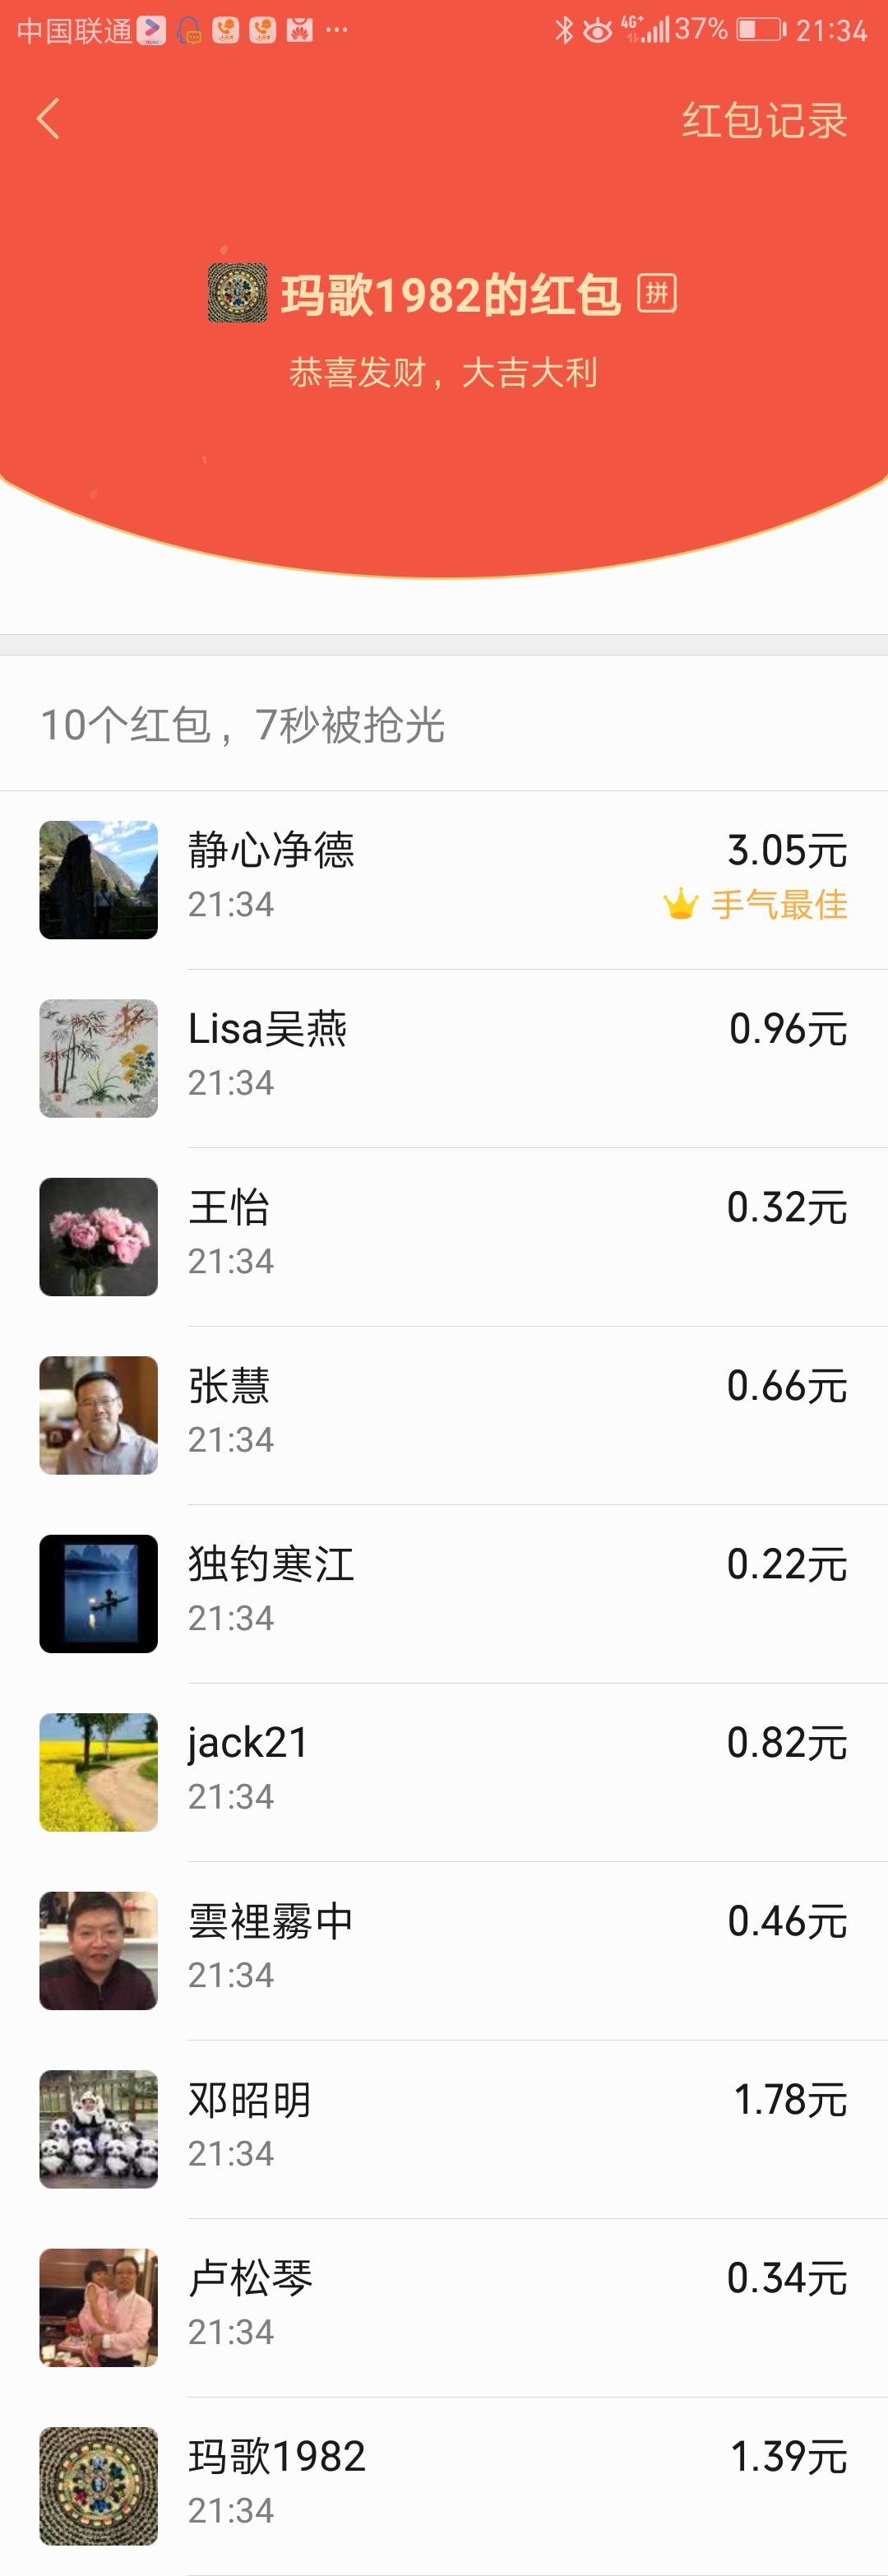 中国联通 4G+ 37% 21:34
红包记录
玛歌1982的红包 拼
恭喜发财，大吉大利
10个红包，7秒被抢光
静心净德 3.05元
21:34 手气最佳
Lisa吴燕 0.96元
21:34
王怡 0.32元
21:34
张慧 0.66元
21:34
独钓寒江 0.22元
21:34
jack21 0.82元
21:34
雲裡霧中 0.46元
21:34
邓昭明 1.78元
21:34
卢松琴 0.34元
21:34
玛歌1982 1.39元
21:34